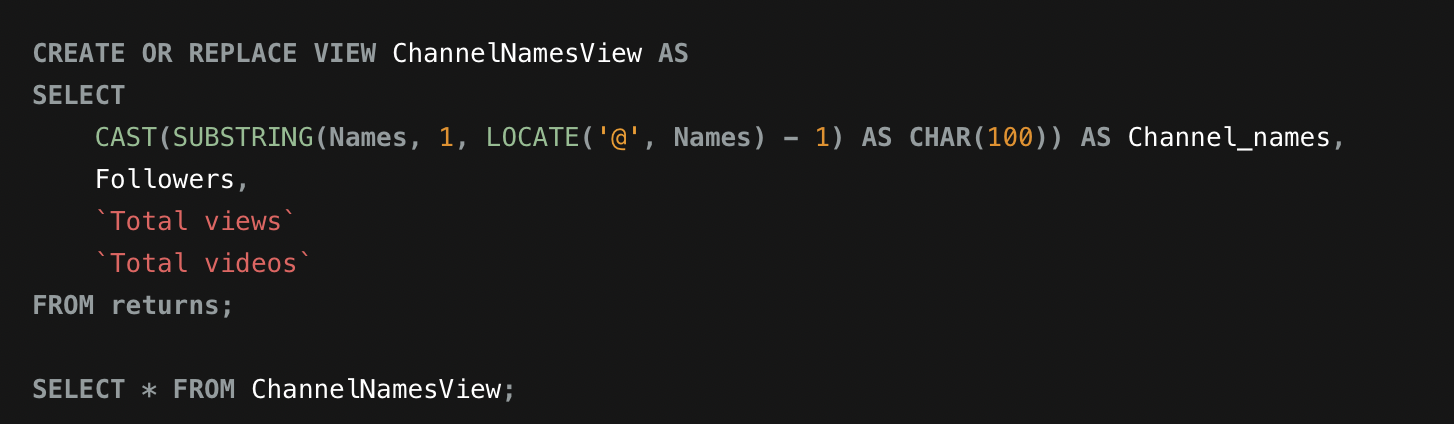 CREATE OR REPLACE VIEW ChannelNamesView AS
SELECT
    CAST(SUBSTRING(Names, 1, LOCATE('@', Names) - 1) AS CHAR(100)) AS Channel_names,
    Followers,
    `Total views`
    `Total videos`
FROM returns;

SELECT * FROM ChannelNamesView;